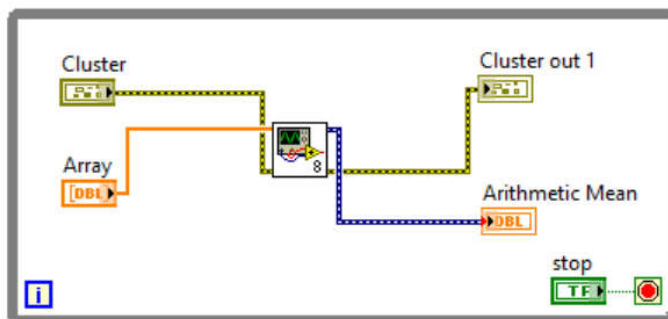 Cluster
Cluster out 1
8
Array
[DBL]
Arithmetic Mean
DBL
stop
TF
i